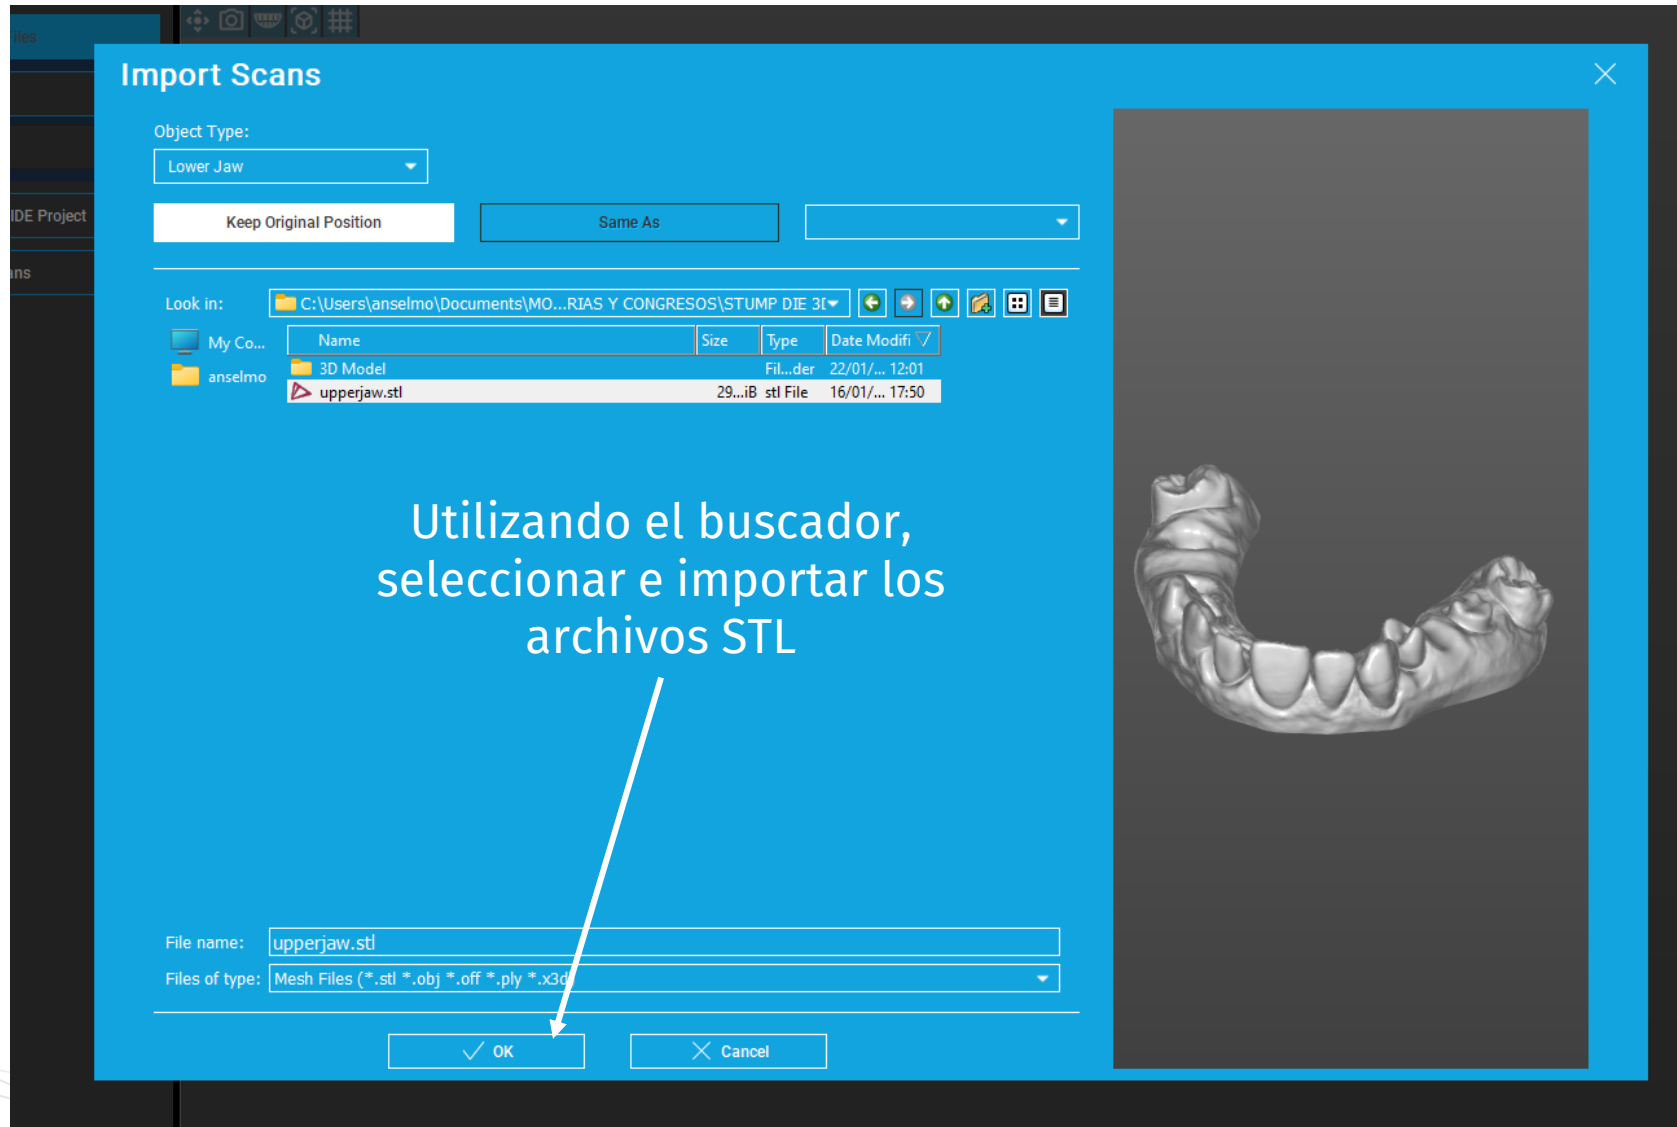 iles
Import Scans
Object Type:
Lower Jaw
IDE Project
Keep Original Position
Same As
ans
Look in:
C:\Users\anselmo\Documents\MO...RIAS Y CONGRESOS\STUMP DIE 3D
My Co...
Name
Size
Type
Date Modifi
anselmo
3D Model
Fil...der
22/01/... 12:01
upperjaw.stl
29...iB
stl File
16/01/... 17:50
Utilizando el buscador,
seleccionar e importar los
archivos STL
File name:
upperjaw.stl
Files of type:
Mesh Files (*.stl *.obj *.off *.ply *.x3d)
OK
Cancel